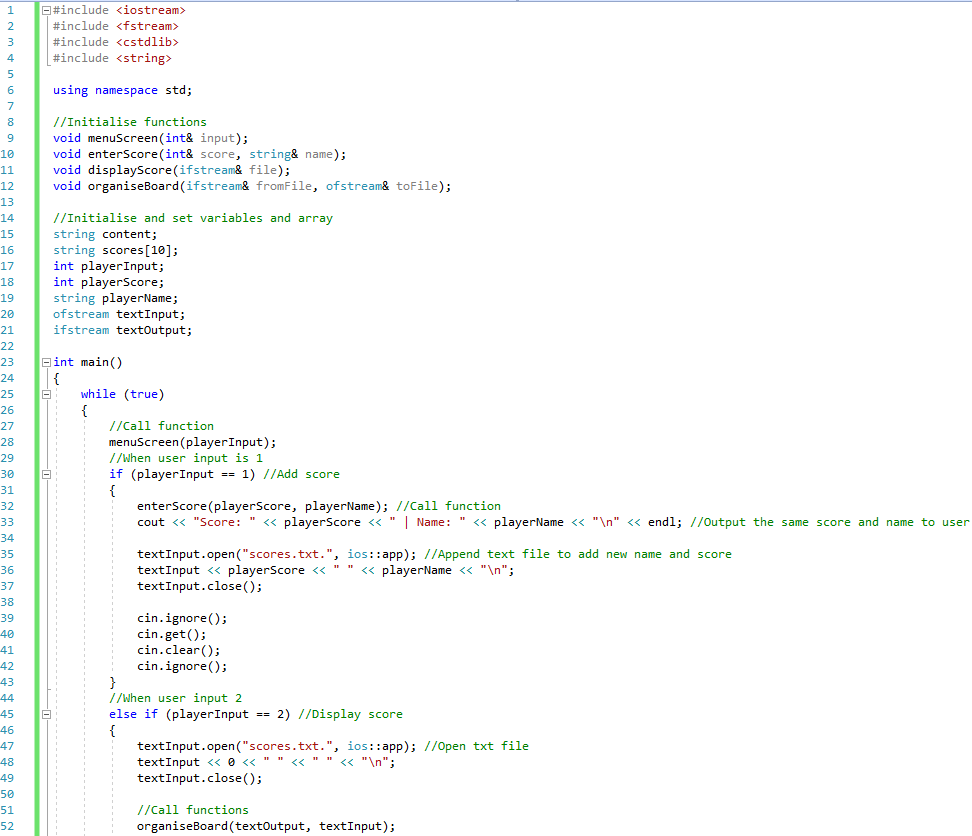 1 #include <iostream>
2 #include <fstream>
3 #include <cstdlib>
4 #include <string>
5
6 using namespace std;
7
8 //Initialise functions
9 void menuScreen(int& input);
10 void enterScore(int& score, string& name);
11 void displayScore(ifstream& file);
12 void organiseBoard(ifstream& fromFile, ofstream& toFile);
13
14 //Initialise and set variables and array
15 string content;
16 string scores[10];
17 int playerInput;
18 int playerScore;
19 string playerName;
20 ofstream textInput;
21 ifstream textOutput;
22
23 int main()
24 {
25 while (true)
26 {
27 //Call function
28 menuScreen(playerInput);
29 //When user input is 1
30 if (playerInput == 1) //Add score
31 {
32 enterScore(playerScore, playerName); //Call function
33 cout << "Score: " << playerScore << " | Name: " << playerName << "\n" << endl; //Output the same score and name to user
34
35 textInput.open("scores.txt.", ios::app); //Append text file to add new name and score
36 textInput << playerScore << " " << playerName << "\n";
37 textInput.close();
38
39 cin.ignore();
40 cin.get();
41 cin.clear();
42 cin.ignore();
43 }
44 //When user input 2
45 else if (playerInput == 2) //Display score
46 {
47 textInput.open("scores.txt.", ios::app); //Open txt file
48 textInput << 0 << " " << " " << "\n";
49 textInput.close();
50
51 //Call functions
52 organiseBoard(textOutput, textInput);